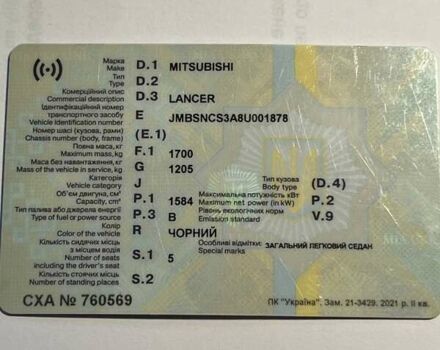 Марка
Make D.1 MITSUBISHI
Тип
Type D.2
Комерційний опис
Commercial description D.3 LANCER
Ідентифікаційний номер
транспортного засобу E JMBSNCS3A8U001878
Vehicle identification number
Номер шасі (кузова, рами) (E.1)
Chassis number (body, frame)
Повна маса, кг F.1 1700
Maximum mass, kg
Маса без навантаження, кг G 1205
Mass of the vehicle in service, kg
Категорія J Тип кузова (D.4)
Vehicle category Body type
Об'єм двигуна, см³ P.1 1584 Максимальна потужність кВт P.2
Capacity, cm³ Maximum net power (in kW)
Тип палива або джерела енергії P.3 B Рівень екологічних норм V.9
Type of fuel or power source Emission standard
Колір R ЧОРНИЙ
Color of the vehicle
Кількість сидячих місць Особливі відмітки: ЗАГАЛЬНИЙ ЛЕГКОВИЙ СЕДАН
з місцем водія S.1 5 Special marks
Number of seats
including the driver's seat
Кількість стоячих місць S.2
Number of standing places
СХА № 760569
ПК "Україна". Зам. 21-3429. 2021 р. ІІ кв.